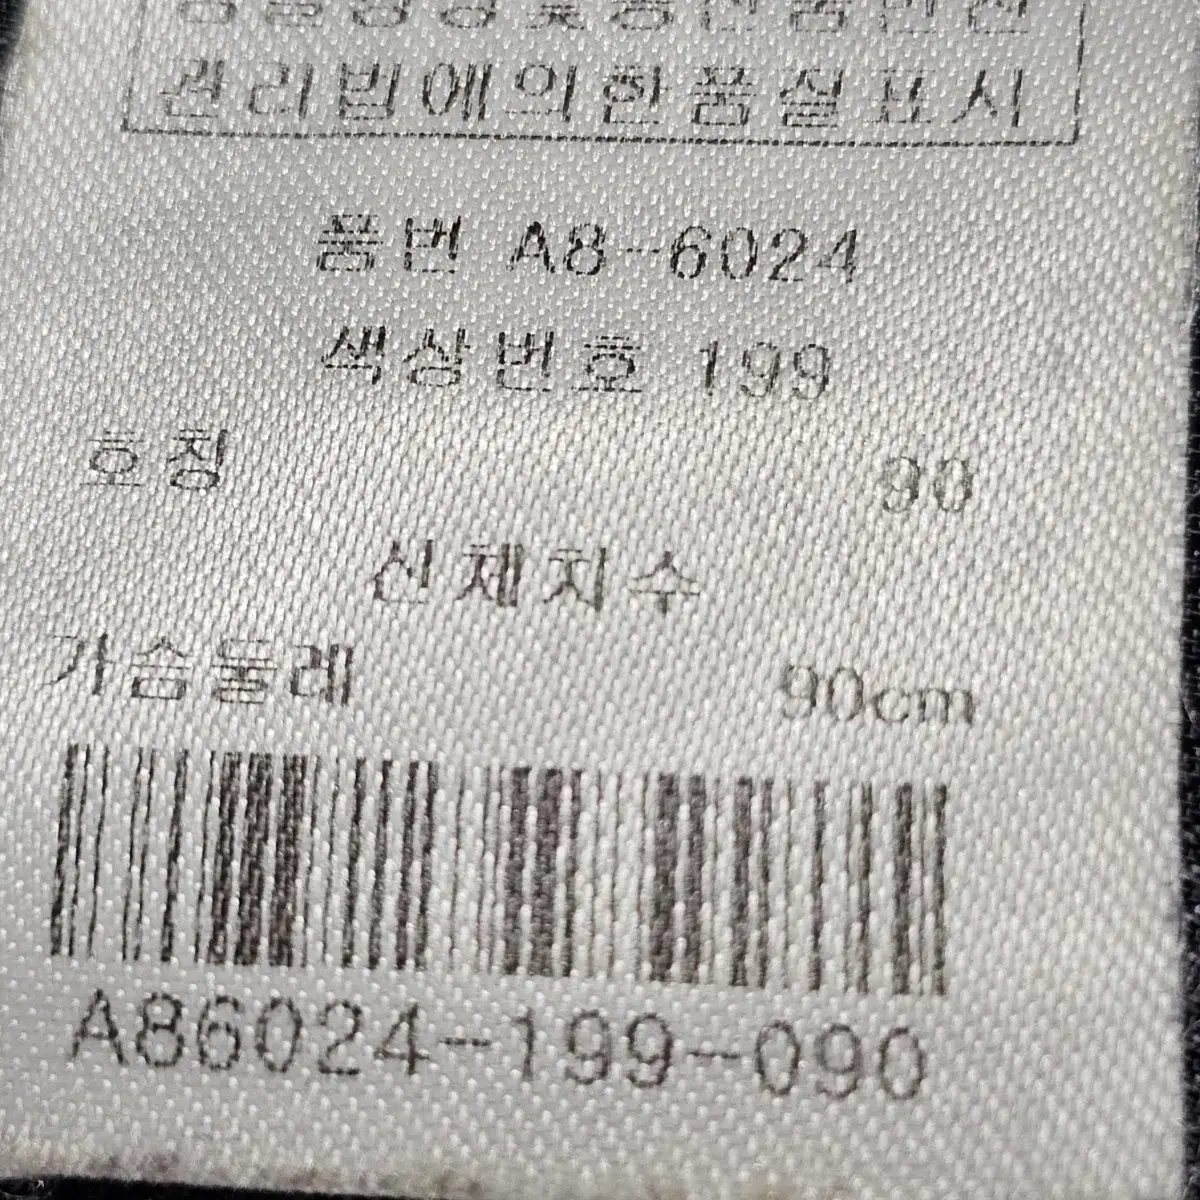 관리법에의한품질표시
품번 A8-6024
색상번호 199
호칭 90
신체치수
가슴둘레 90cm
A86024-199-090